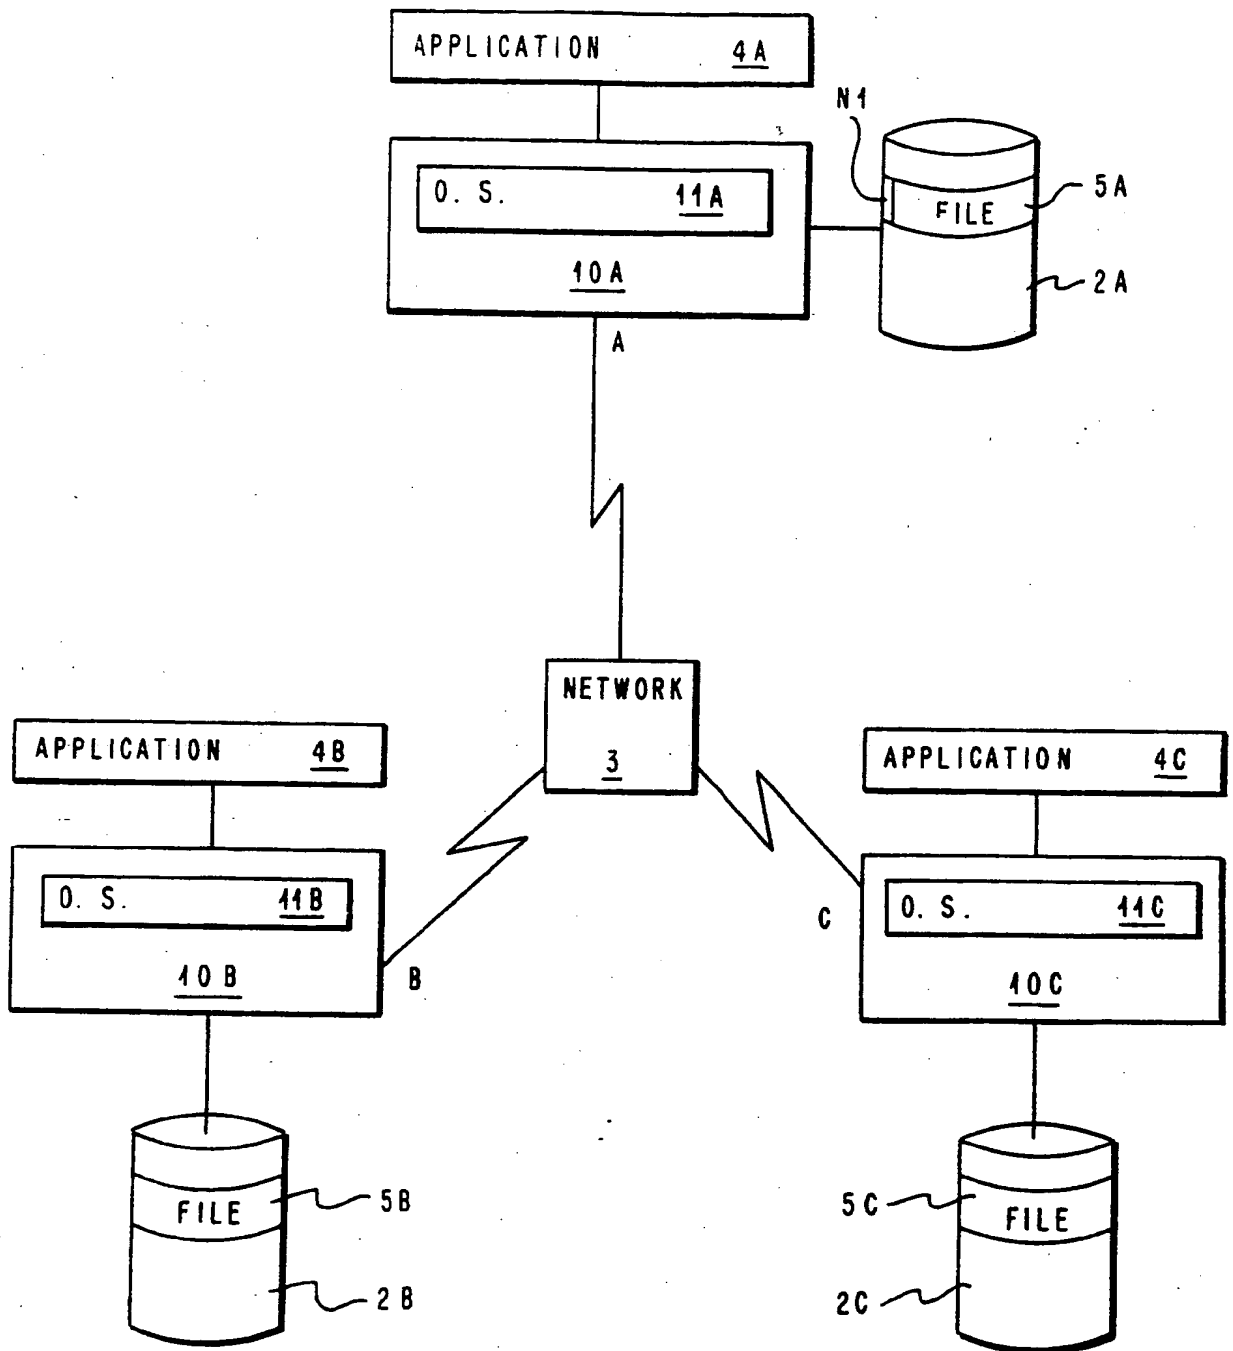 APPLICATION 4A
N1
O. S. 11A
5A
FILE
10A
2A
A
NETWORK
3
APPLICATION 4B
APPLICATION 4C
O. S. 11B
O. S. 11C
C
B
10B
10C
5B
FILE
5C
FILE
2B
2C